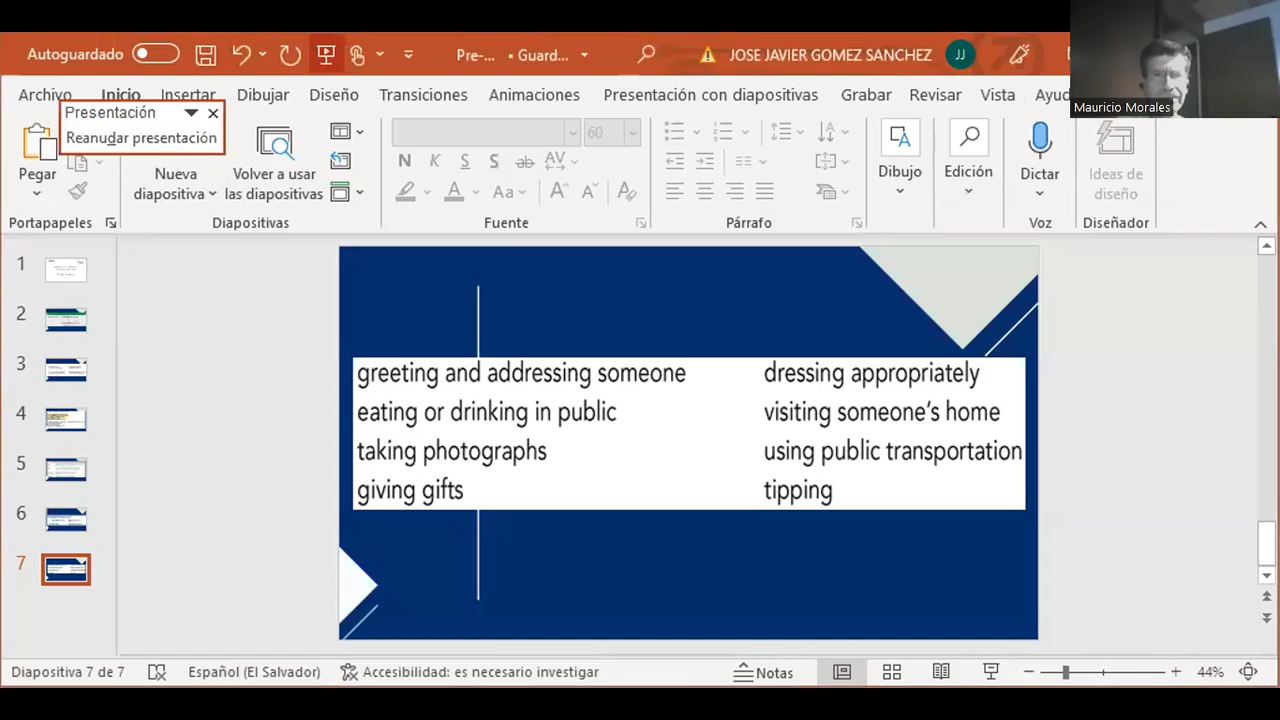 Autoguardado
Pre-... • Guard...
JOSE JAVIER GOMEZ SANCHEZ
JJ
Archivo Inicio Insertar Dibujar Diseño Transiciones Animaciones Presentación con diapositivas Grabar Revisar Vista Ayu
Mauricio Morales
Presentación
Reanudar presentación
Pegar
Nueva diapositiva
Volver a usar las diapositivas
60
N K S S ab AV
A Aa A A A
Dibujo
Edición
Dictar
Ideas de diseño
Portapapeles
Diapositivas
Fuente
Párrafo
Voz
Diseñador
1
2
3
4
5
6
7
greeting and addressing someone
eating or drinking in public
taking photographs
giving gifts
dressing appropriately
visiting someone's home
using public transportation
tipping
Diapositiva 7 de 7
Español (El Salvador)
Accesibilidad: es necesario investigar
Notas
44%